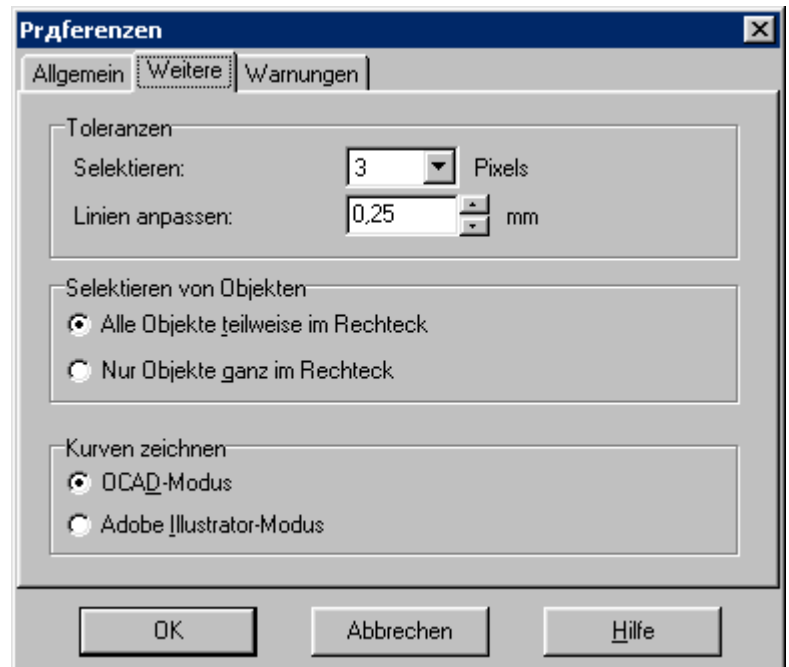 Prдferenzen
Allgemein Weitere Warnungen
Toleranzen
Selektieren: 3 Pixels
Linien anpassen: 0,25 mm
Selektieren von Objekten
Alle Objekte teilweise im Rechteck
Nur Objekte ganz im Rechteck
Kurven zeichnen
OCAD-Modus
Adobe Illustrator-Modus
OK Abbrechen Hilfe